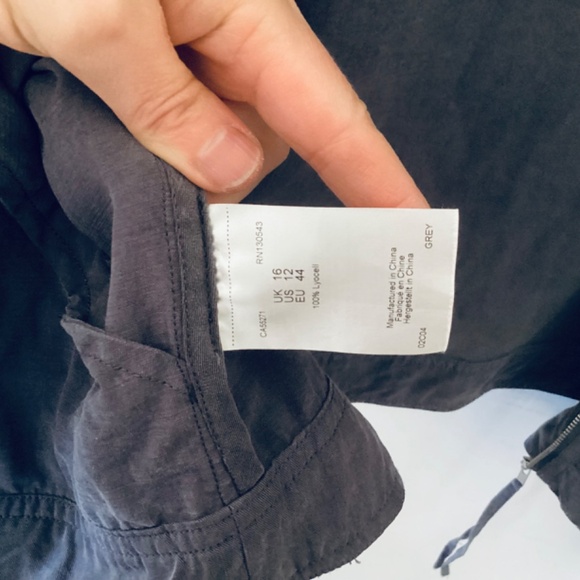 CA55271
RN130543
UK 16
US 12
EU 44
100% Lyocell
Manufactured in China
Fabriqué en Chine
Hergestellt in China
02C04
GREY